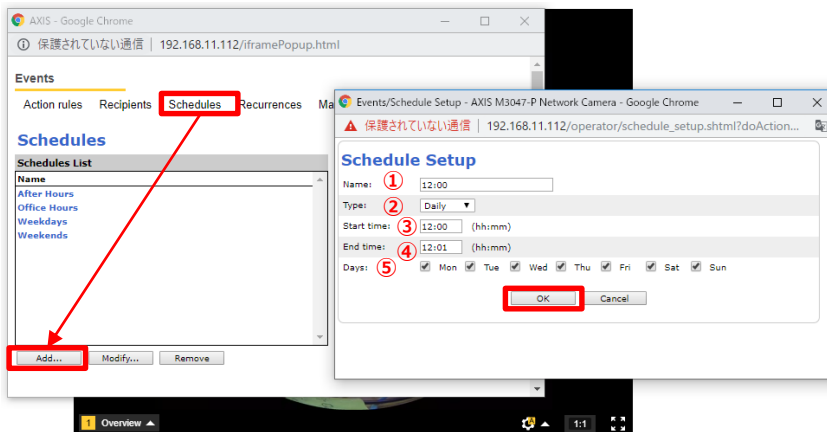 AXIS - Google Chrome
保護されていない通信 | 192.168.11.112/iframePopup.html
Events
Action rules Recipients Schedules Recurrences Ma
Schedules
Schedules List
Name
After Hours
Office Hours
Weekdays
Weekends
Add... Modify... Remove
Events/Schedule Setup - AXIS M3047-P Network Camera - Google Chrome
保護されていない通信 | 192.168.11.112/operator/schedule_setup.shtml?doAction...
Schedule Setup
Name: ① 12:00
Type: ② Daily
Start time: ③ 12:00 (hh:mm)
End time: ④ 12:01 (hh:mm)
Days: ⑤ Mon Tue Wed Thu Fri Sat Sun
OK Cancel
1 Overview 1:1